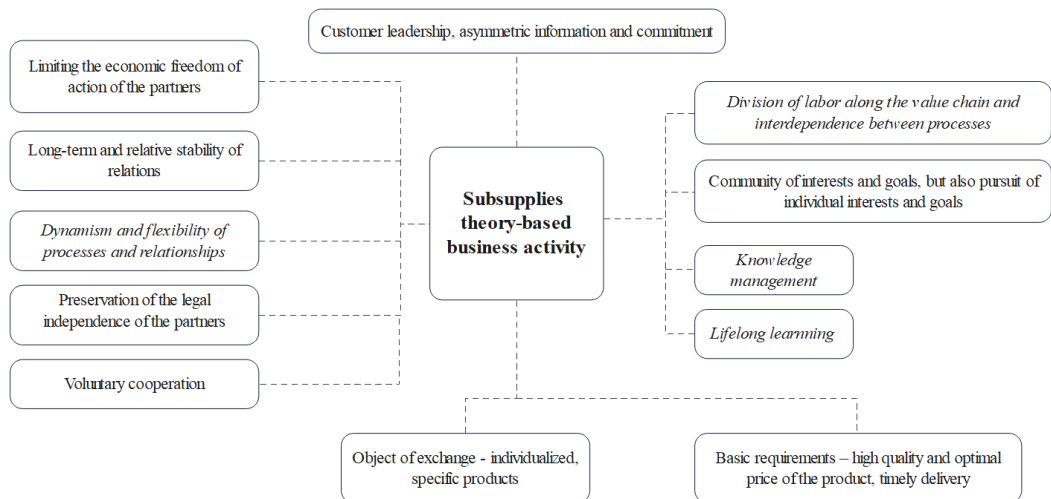 Customer leadership, asymmetric information and commitment
Limiting the economic freedom of
action of the partners
Long-term and relative stability of
relations
Dynamism and flexibility of
processes and relationships
Preservation of the legal
independence of the partners
Voluntary cooperation
Subsupplies
theory-based
business activity
Division of labor along the value chain and
interdependence between processes
Community of interests and goals, but also pursuit of
individual interests and goals
Knowledge
management
Lifelong learnning
Object of exchange - individualized,
specific products
Basic requirements – high quality and optimal
price of the product, timely delivery